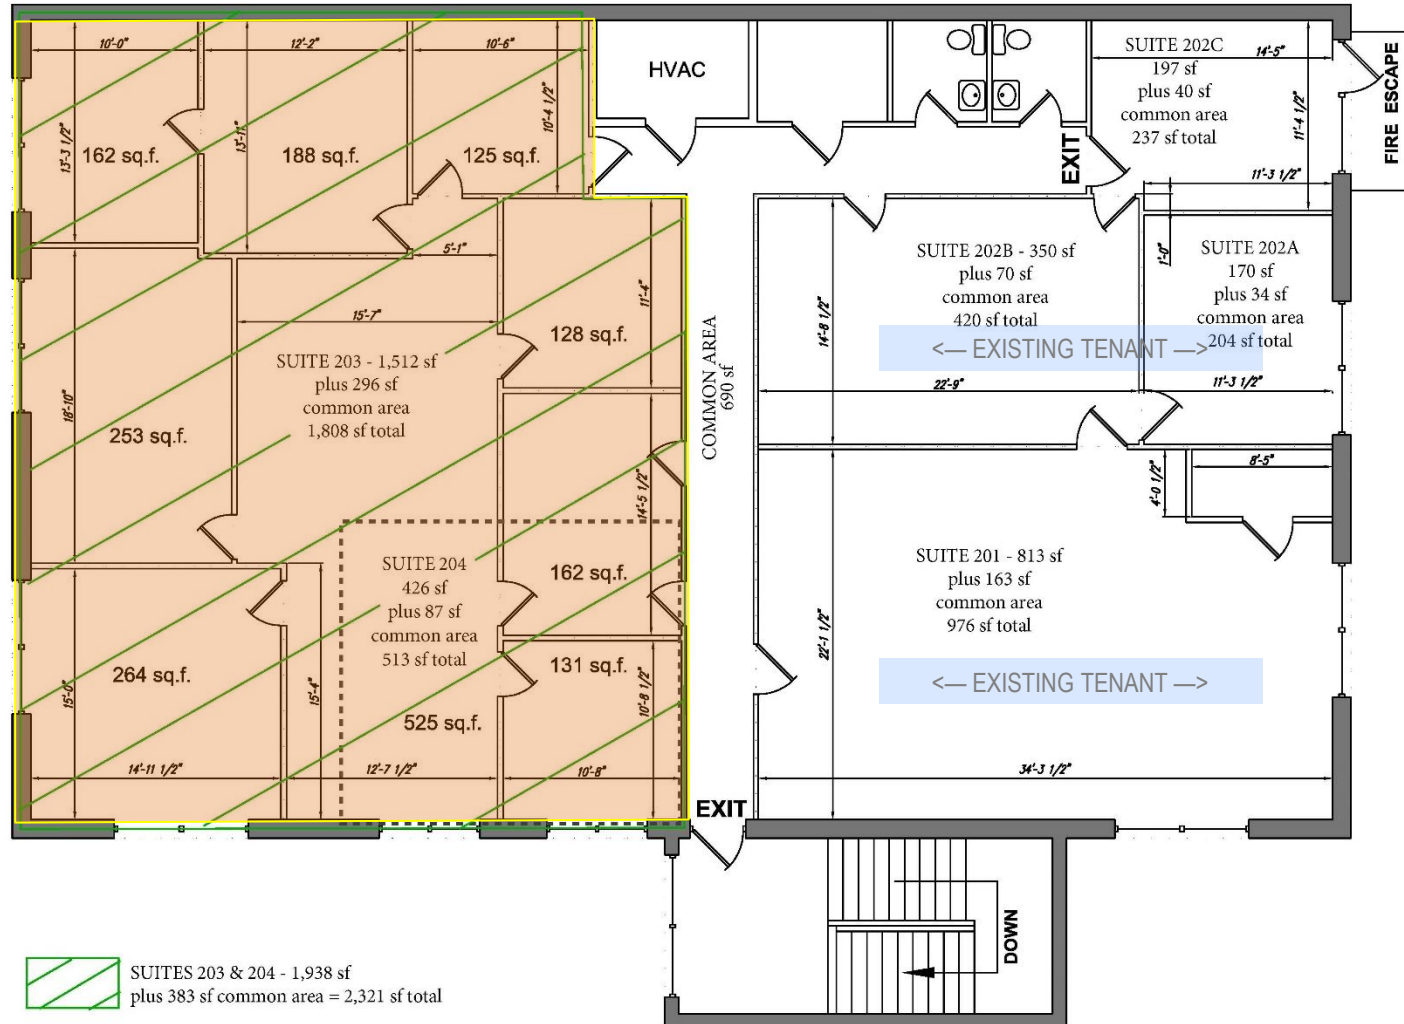 10'-0"
12'-2"
10'-6"
13'-3 1/2"
13'-11"
10'-4 1/2"
162 sq.f.
188 sq.f.
125 sq.f.
HVAC
SUITE 202C
14'-5"
197 sf
plus 40 sf
common area
237 sf total
11'-4 1/2"
FIRE ESCAPE
EXIT
11'-3 1/2"
5'-1"
15'-7"
11'-4"
128 sq.f.
SUITE 203 - 1,512 sf
plus 296 sf
common area
1,808 sf total
18'-10"
253 sq.f.
COMMON AREA
690 sf
14'-8 1/2"
SUITE 202B - 350 sf
plus 70 sf
common area
420 sf total
1'-0"
SUITE 202A
170 sf
plus 34 sf
common area
204 sf total
<— EXISTING TENANT —>
22'-9"
11'-3 1/2"
14'-5 1/2"
8'-5"
4'-0 1/2"
SUITE 204
426 sf
plus 87 sf
common area
513 sf total
162 sq.f.
SUITE 201 - 813 sf
plus 163 sf
common area
976 sf total
22'-1 1/2"
264 sq.f.
15'-0"
15'-4"
131 sq.f.
10'-8 1/2"
525 sq.f.
<— EXISTING TENANT —>
14'-11 1/2"
12'-7 1/2"
10'-8"
34'-3 1/2"
EXIT
DOWN
SUITES 203 & 204 - 1,938 sf
plus 383 sf common area = 2,321 sf total